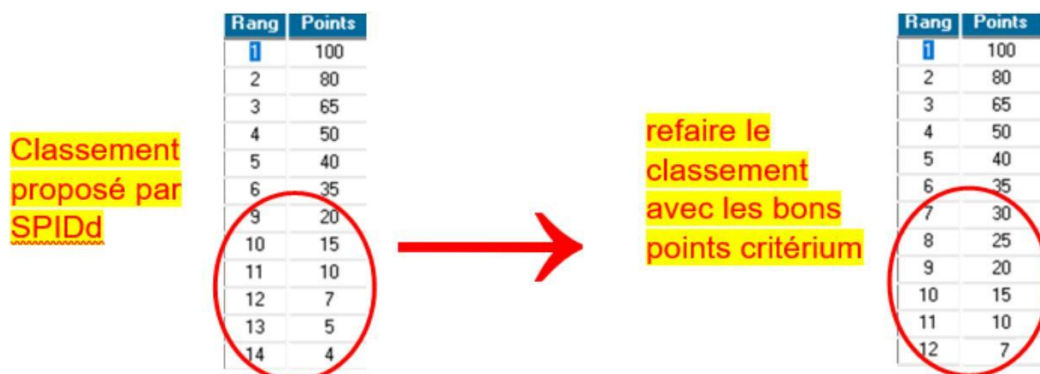 Rang Points
1 100
2 80
3 65
4 50
5 40
6 35
9 20
10 15
11 10
12 7
13 5
14 4
Classement
proposé par
SPIDd
refaire le
classement
avec les bons
points critérium
Rang Points
1 100
2 80
3 65
4 50
5 40
6 35
7 30
8 25
9 20
10 15
11 10
12 7